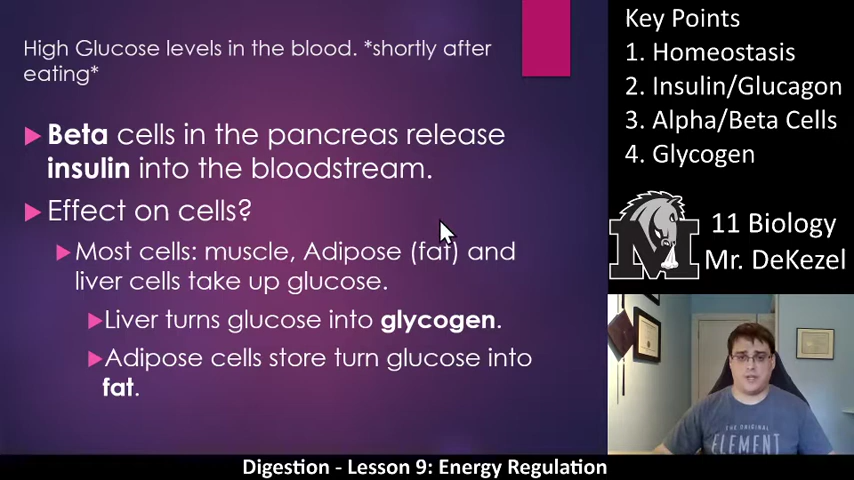 High Glucose levels in the blood. *shortly after
eating*
Beta cells in the pancreas release
insulin into the bloodstream.
Effect on cells?
Most cells: muscle, Adipose (fat) and
liver cells take up glucose.
Liver turns glucose into glycogen.
Adipose cells store turn glucose into
fat.
Key Points
1. Homeostasis
2. Insulin/Glucagon
3. Alpha/Beta Cells
4. Glycogen
M
11 Biology
Mr. DeKezel
THE ORIGINAL
ELEMENT
Digestion - Lesson 9: Energy Regulation